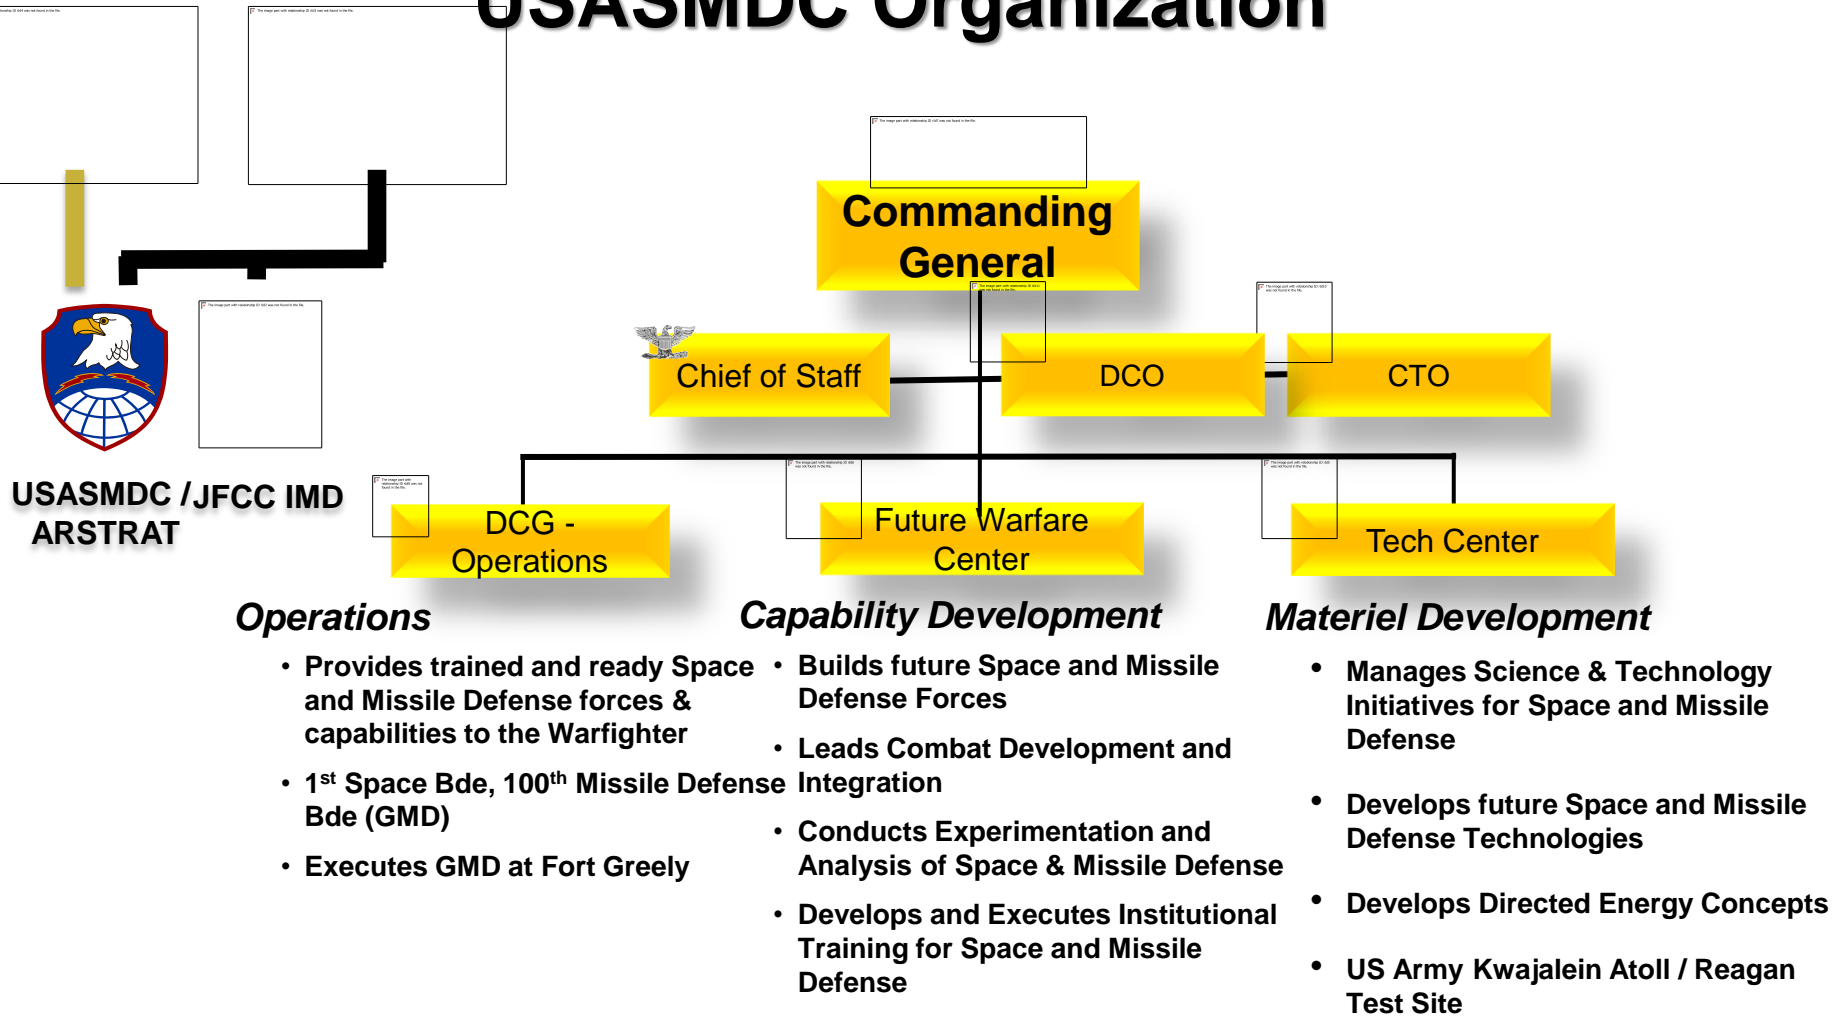 USASMDC Organization
Commanding
General
Chief of Staff
DCO
CTO
USASMDC /
ARSTRAT
JFCC IMD
DCG -
Operations
Future Warfare
Center
Tech Center
Operations
• Provides trained and ready Space
and Missile Defense forces &
capabilities to the Warfighter
• 1st Space Bde, 100th Missile Defense
Bde (GMD)
• Executes GMD at Fort Greely
Capability Development
• Builds future Space and Missile
Defense Forces
• Leads Combat Development and
Integration
• Conducts Experimentation and
Analysis of Space & Missile Defense
• Develops and Executes Institutional
Training for Space and Missile
Defense
Materiel Development
• Manages Science & Technology
Initiatives for Space and Missile
Defense
• Develops future Space and Missile
Defense Technologies
• Develops Directed Energy Concepts
• US Army Kwajalein Atoll / Reagan
Test Site